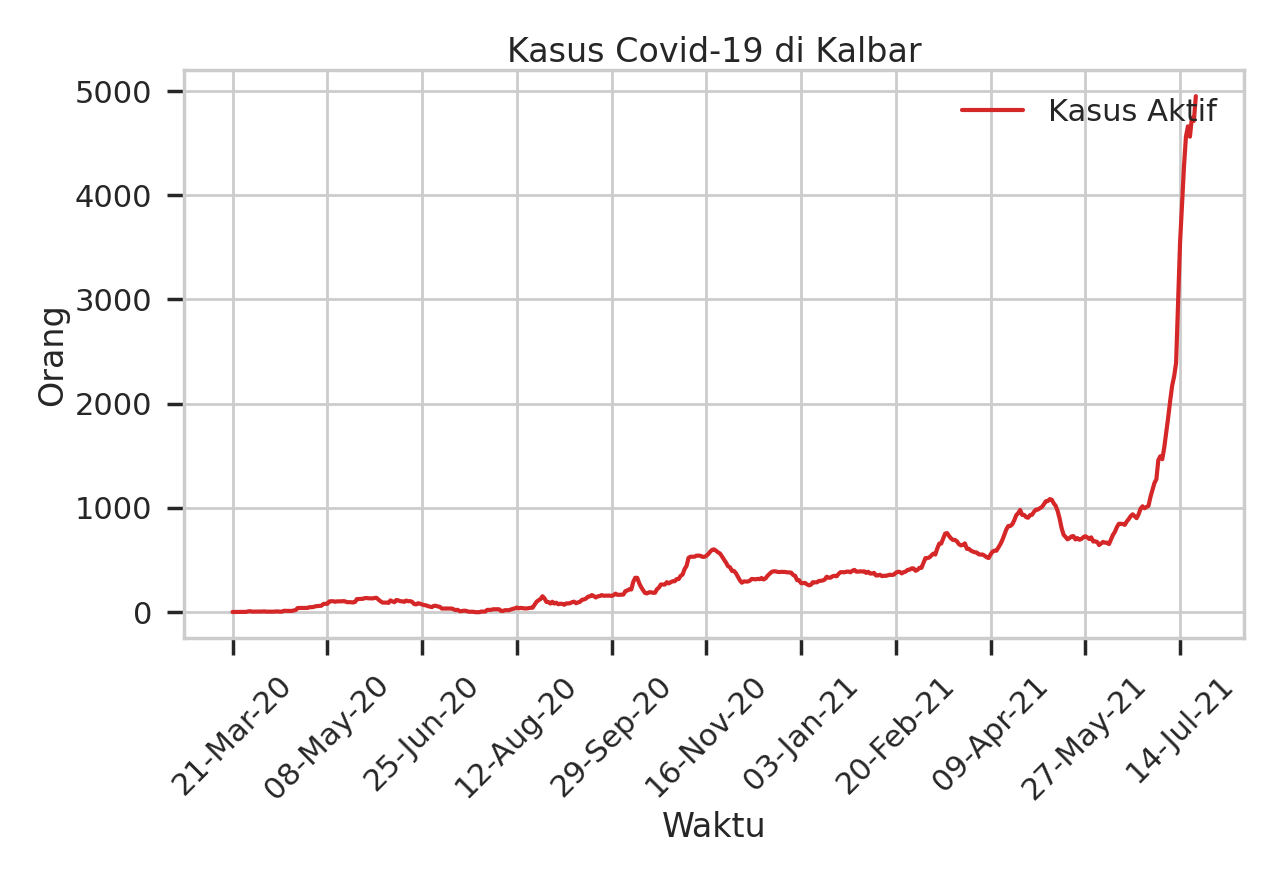 Kasus Covid-19 di Kalbar
Kasus Aktif
5000
4000
3000
2000
1000
0
Orang
21-Mar-20
08-May-20
25-Jun-20
12-Aug-20
29-Sep-20
16-Nov-20
03-Jan-21
20-Feb-21
09-Apr-21
27-May-21
14-Jul-21
Waktu